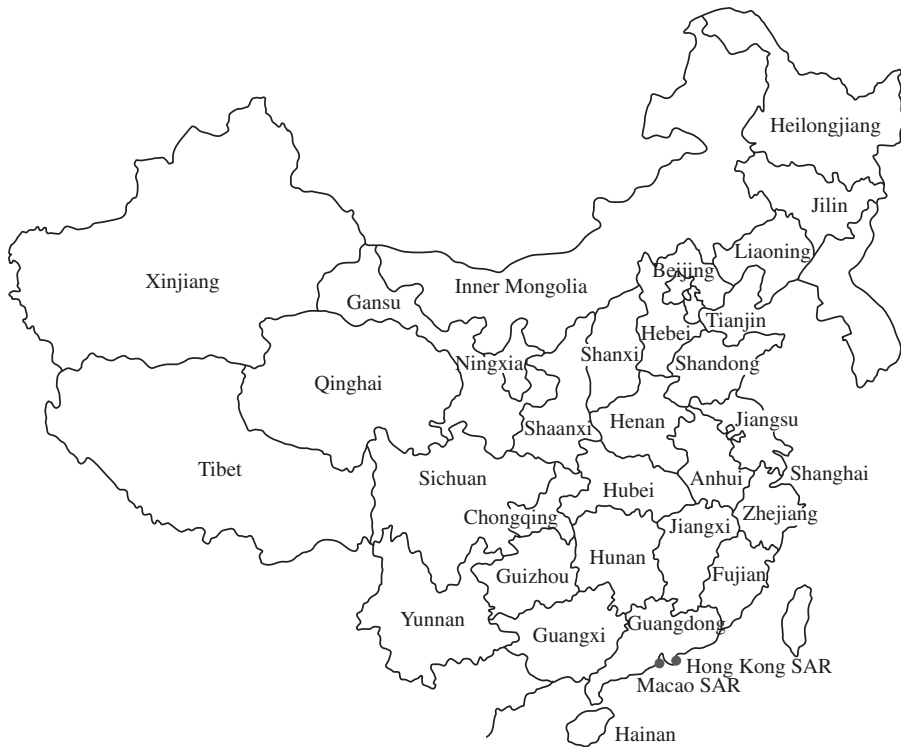 Heilongjiang
Jilin
Liaoning
Beijing
Xinjiang
Inner Mongolia
Gansu
Tianjin
Hebei
Shanxi
Ningxia
Shandong
Qinghai
Henan
Jiangsu
Shaanxi
Tibet
Sichuan
Anhui
Shanghai
Hubei
Zhejiang
Chongqing
Jiangxi
Hunan
Guizhou
Fujian
Yunnan
Guangdong
Guangxi
Hong Kong SAR
Macao SAR
Hainan